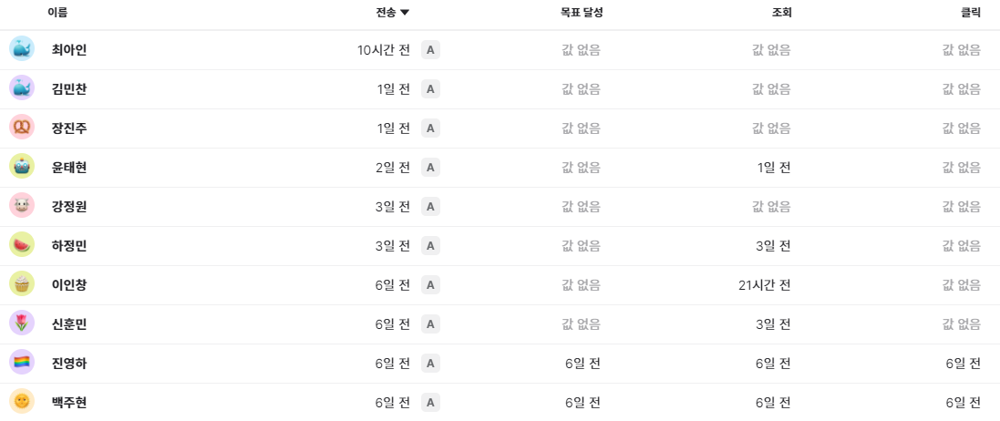 이름 전송 ▼ 목표 달성 조회 클릭
최아인 10시간 전 A 값 없음 값 없음 값 없음
김민찬 1일 전 A 값 없음 값 없음 값 없음
장진주 1일 전 A 값 없음 값 없음 값 없음
윤태현 2일 전 A 값 없음 1일 전 값 없음
강정원 3일 전 A 값 없음 값 없음 값 없음
하정민 3일 전 A 값 없음 3일 전 값 없음
이인창 6일 전 A 값 없음 21시간 전 값 없음
신훈민 6일 전 A 값 없음 3일 전 값 없음
진영하 6일 전 A 6일 전 6일 전 6일 전
백주현 6일 전 A 6일 전 6일 전 6일 전